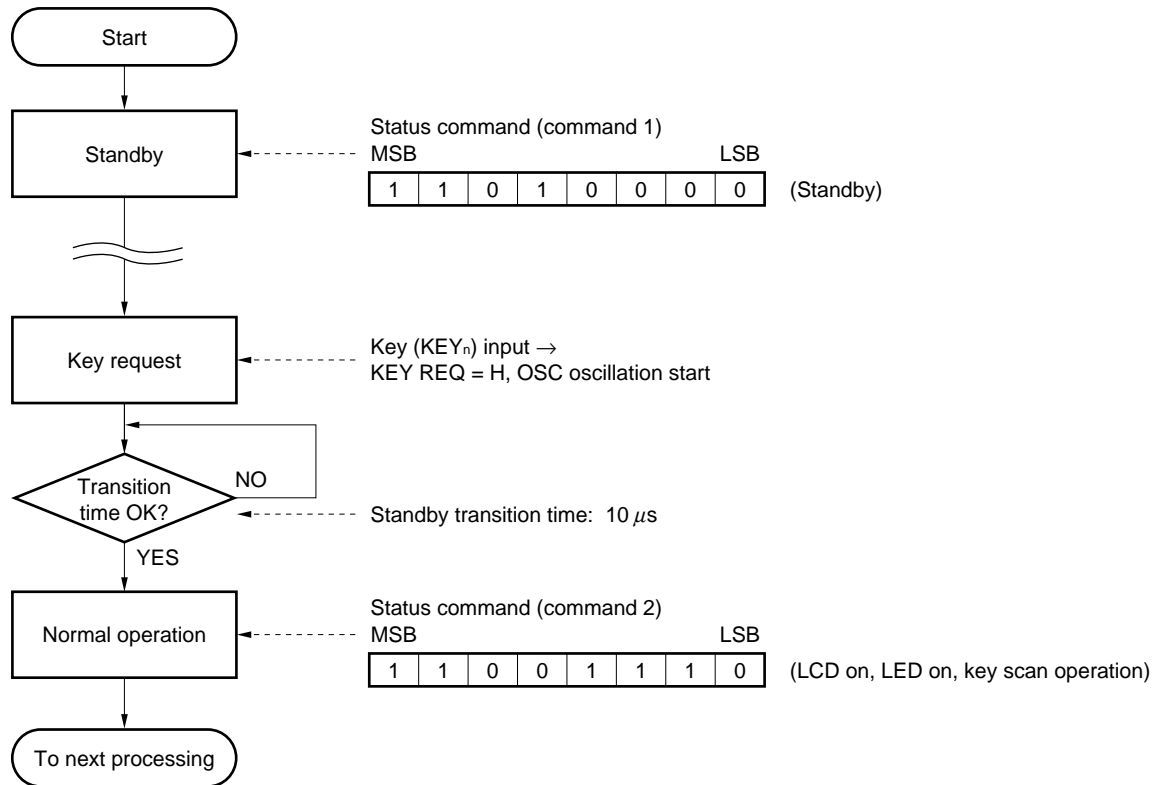 Start
Standby
Status command (command 1)
MSB LSB
1 1 0 1 0 0 0 0 (Standby)
Key request
Key (KEYn) input →
KEY REQ = H, OSC oscillation start
Transition
time OK?
NO
Standby transition time: 10 μs
YES
Normal operation
Status command (command 2)
MSB LSB
1 1 0 0 1 1 1 0 (LCD on, LED on, key scan operation)
To next processing